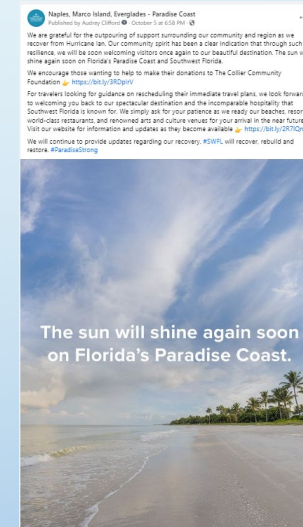 Naples, Marco Island, Everglades - Paradise Coast
Published by Audrey Clifford October 5 at 6:58 PM
We are grateful for the outpouring of support surrounding our community and region as we
recover from Hurricane Ian. Our community spirit has been a clear indication that through such
resilience, we will be soon welcoming visitors once again to our beautiful destination. The sun w
shine again soon on Florida's Paradise Coast and Southwest Florida.
We encourage those wanting to help to make their donations to The Collier Community
Foundation 👉 https://bit.ly/3RDpirV
For travelers looking for guidance on rescheduling their immediate travel plans, we look forwar
to welcoming you back to our spectacular destination and the incomparable hospitality that
Southwest Florida is known for. We simply ask for your patience as we ready our beaches, resor
world-class restaurants, and renowned arts and culture venues for your arrival in the near future
Visit our website for information and updates as they become available 👉 https://bit.ly/2R7IQn
We will continue to provide updates regarding our recovery. #SWFL will recover, rebuild and
restore. #ParadiseStrong
The sun will shine again soon
on Florida's Paradise Coast.